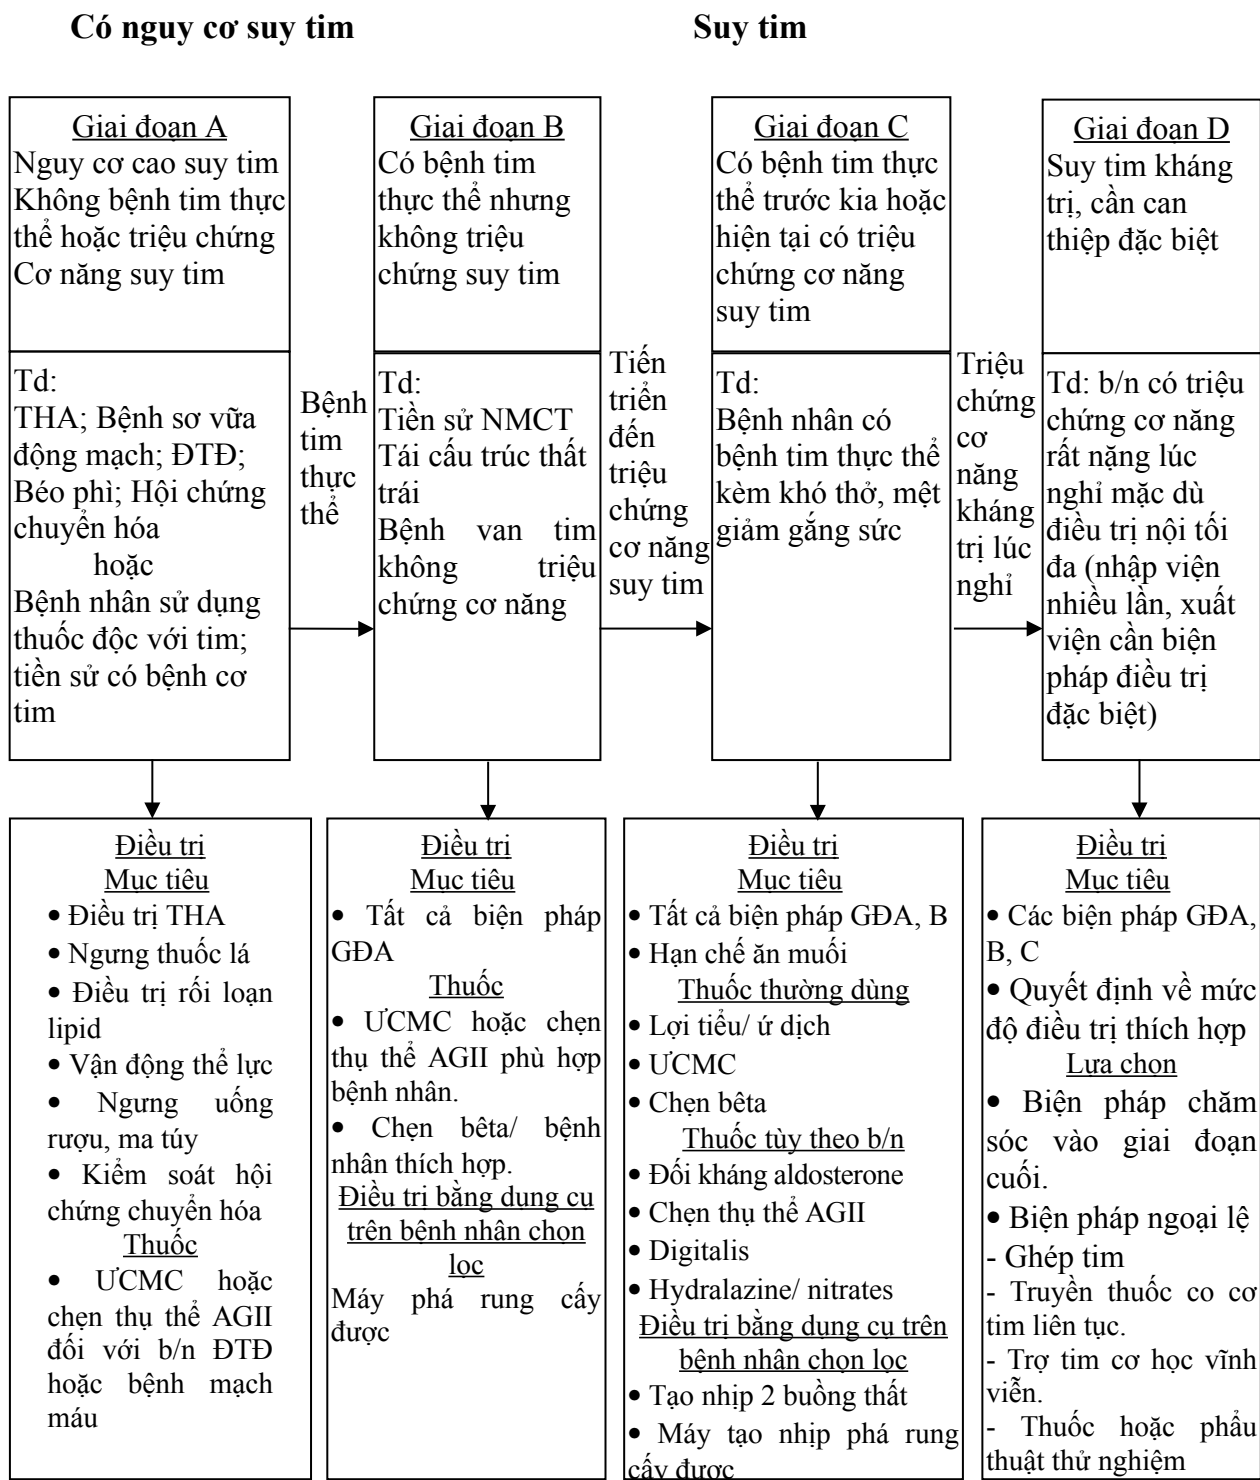 Có nguy cơ suy tim
Suy tim
Giai đoạn A
Nguy cơ cao suy tim
Không bệnh tim thực
thể hoặc triệu chứng
Cơ năng suy tim
Giai đoạn B
Có bệnh tim
thực thể nhưng
không triệu
chứng suy tim
Giai đoạn C
Có bệnh tim thực
thể trước kia hoặc
hiện tại có triệu
chứng cơ năng
suy tim
Giai đoạn D
Suy tim kháng
trị, cần can
thiệp đặc biệt
Td:
THA; Bệnh sơ vữa
động mạch; ĐTĐ;
Béo phì; Hội chứng
chuyển hóa
hoặc
Bệnh nhân sử dụng
thuốc độc với tim;
tiền sử có bệnh cơ
tim
Bệnh
tim
thực
thể
Td:
Tiền sử NMCT
Tái cấu trúc thất
trái
Bệnh van tim
không triệu
chứng cơ năng
Tiến
triển
đến
triệu
chứng
cơ năng
suy tim
Td:
Bệnh nhân có
bệnh tim thực thể
kèm khó thở, mệt
giảm gắng sức
Triệu
chứng
cơ
năng
kháng
trị lúc
nghỉ
Td: b/n có triệu
chứng cơ năng
rất nặng lúc
nghỉ mặc dù
điều trị nội tối
đa (nhập viện
nhiều lần, xuất
viện cần biện
pháp điều trị
đặc biệt)
Điều trị
Mục tiêu
• Điều trị THA
• Ngưng thuốc lá
• Điều trị rối loạn
lipid
• Vận động thể lực
• Ngưng uống
rượu, ma túy
• Kiểm soát hội
chứng chuyển hóa
Thuốc
• ƯCMC hoặc
chẹn thụ thể AGII
đối với b/n ĐTĐ
hoặc bệnh mạch
máu
Điều trị
Mục tiêu
• Tất cả biện pháp
GĐA
Thuốc
• ƯCMC hoặc chẹn
thụ thể AGII phù hợp
bệnh nhân.
• Chẹn bêta/ bệnh
nhân thích hợp.
Điều trị bằng dụng cụ
trên bệnh nhân chọn
lọc
Máy phá rung cấy
được
Điều trị
Mục tiêu
• Tất cả biện pháp GĐA, B
• Hạn chế ăn muối
Thuốc thường dùng
• Lợi tiểu/ ứ dịch
• ƯCMC
• Chẹn bêta
Thuốc tùy theo b/n
• Đối kháng aldosterone
• Chẹn thụ thể AGII
• Digitalis
• Hydralazine/ nitrates
Điều trị bằng dụng cụ trên
bệnh nhân chọn lọc
• Tạo nhịp 2 buồng thất
• Máy tạo nhịp phá rung
cấy được
Điều trị
Mục tiêu
• Các biện pháp GĐA,
B, C
• Quyết định về mức
độ điều trị thích hợp
Lựa chọn
• Biện pháp chăm
sóc vào giai đoạn
cuối.
• Biện pháp ngoại lệ
- Ghép tim
- Truyền thuốc co cơ
tim liên tục.
- Trợ tim cơ học vĩnh
viễn.
- Thuốc hoặc phẩu
thuật thử nghiệm